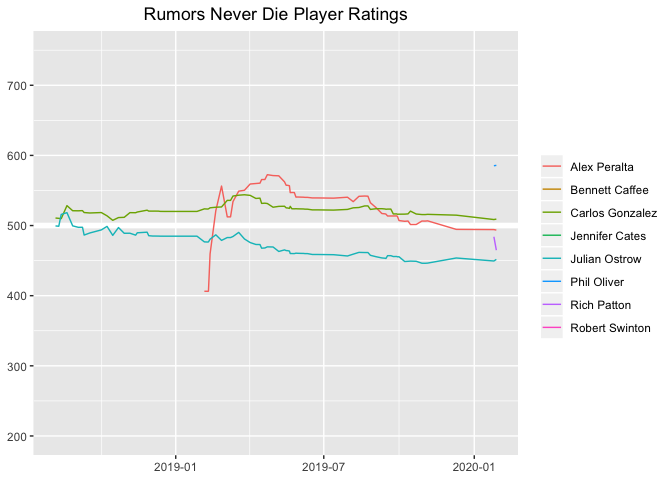 Rumors Never Die Player Ratings
700
600
500
400
300
200
2019-01
2019-07
2020-01
Alex Peralta
Bennett Caffee
Carlos Gonzalez
Jennifer Cates
Julian Ostrow
Phil Oliver
Rich Patton
Robert Swinton